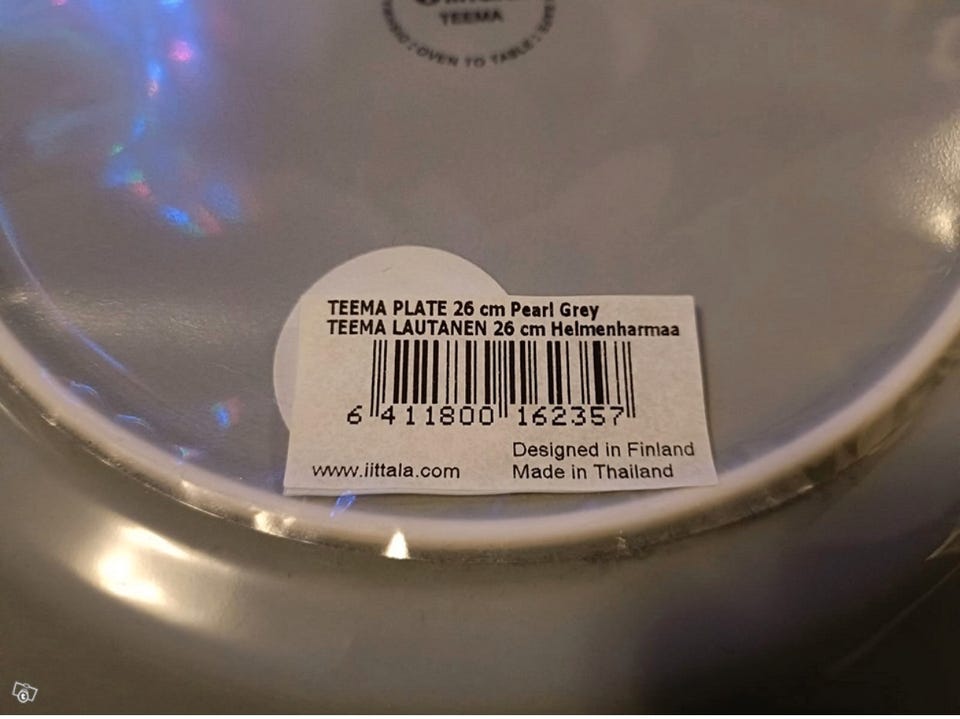 TEEMA
OVEN TO TABLE
TEEMA PLATE 26 cm Pearl Grey
TEEMA LAUTANEN 26 cm Helmenharmaa
6 411800 162357
Designed in Finland
www.iittala.com Made in Thailand